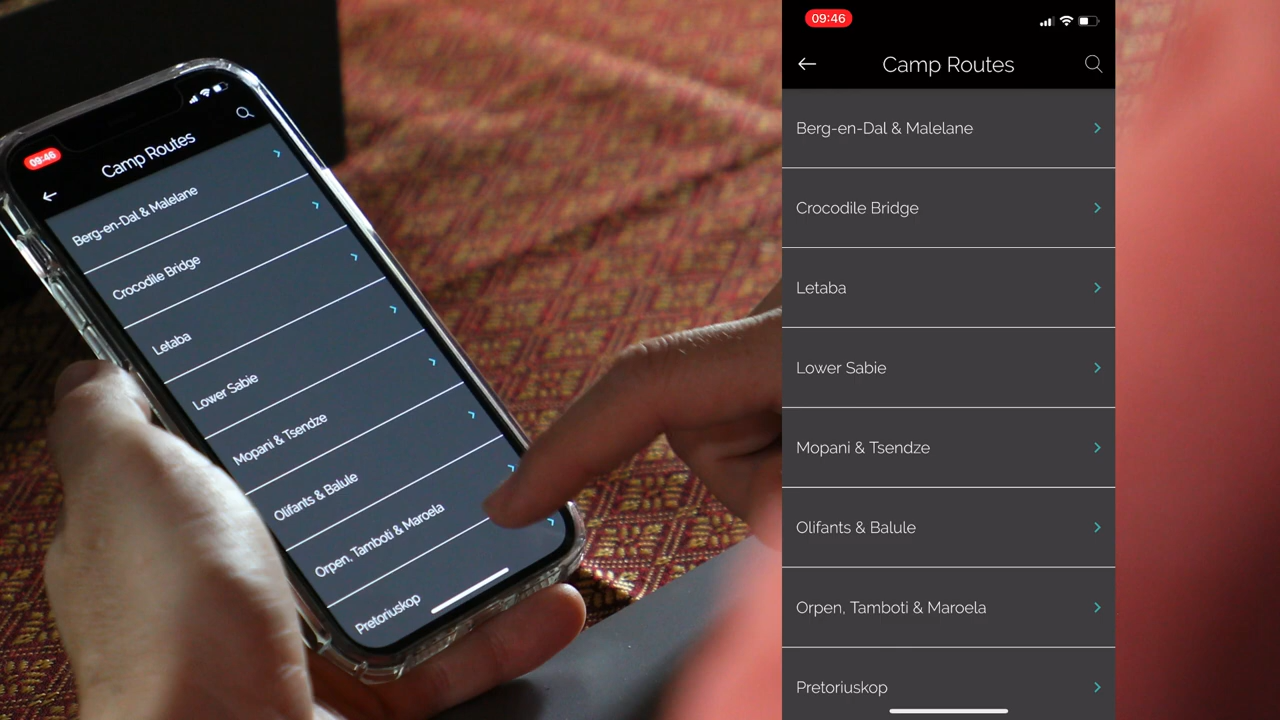 09:46
Camp Routes
Berg-en-Dal & Malelane
Crocodile Bridge
Letaba
Lower Sabie
Mopani & Tsendze
Olifants & Balule
Orpen, Tamboti & Maroela
Pretoriuskop
09:46
Camp Routes
Berg-en-Dal & Malelane
Crocodile Bridge
Letaba
Lower Sabie
Mopani & Tsendze
Olifants & Balule
Orpen, Tamboti & Maroela
Pretoriuskop